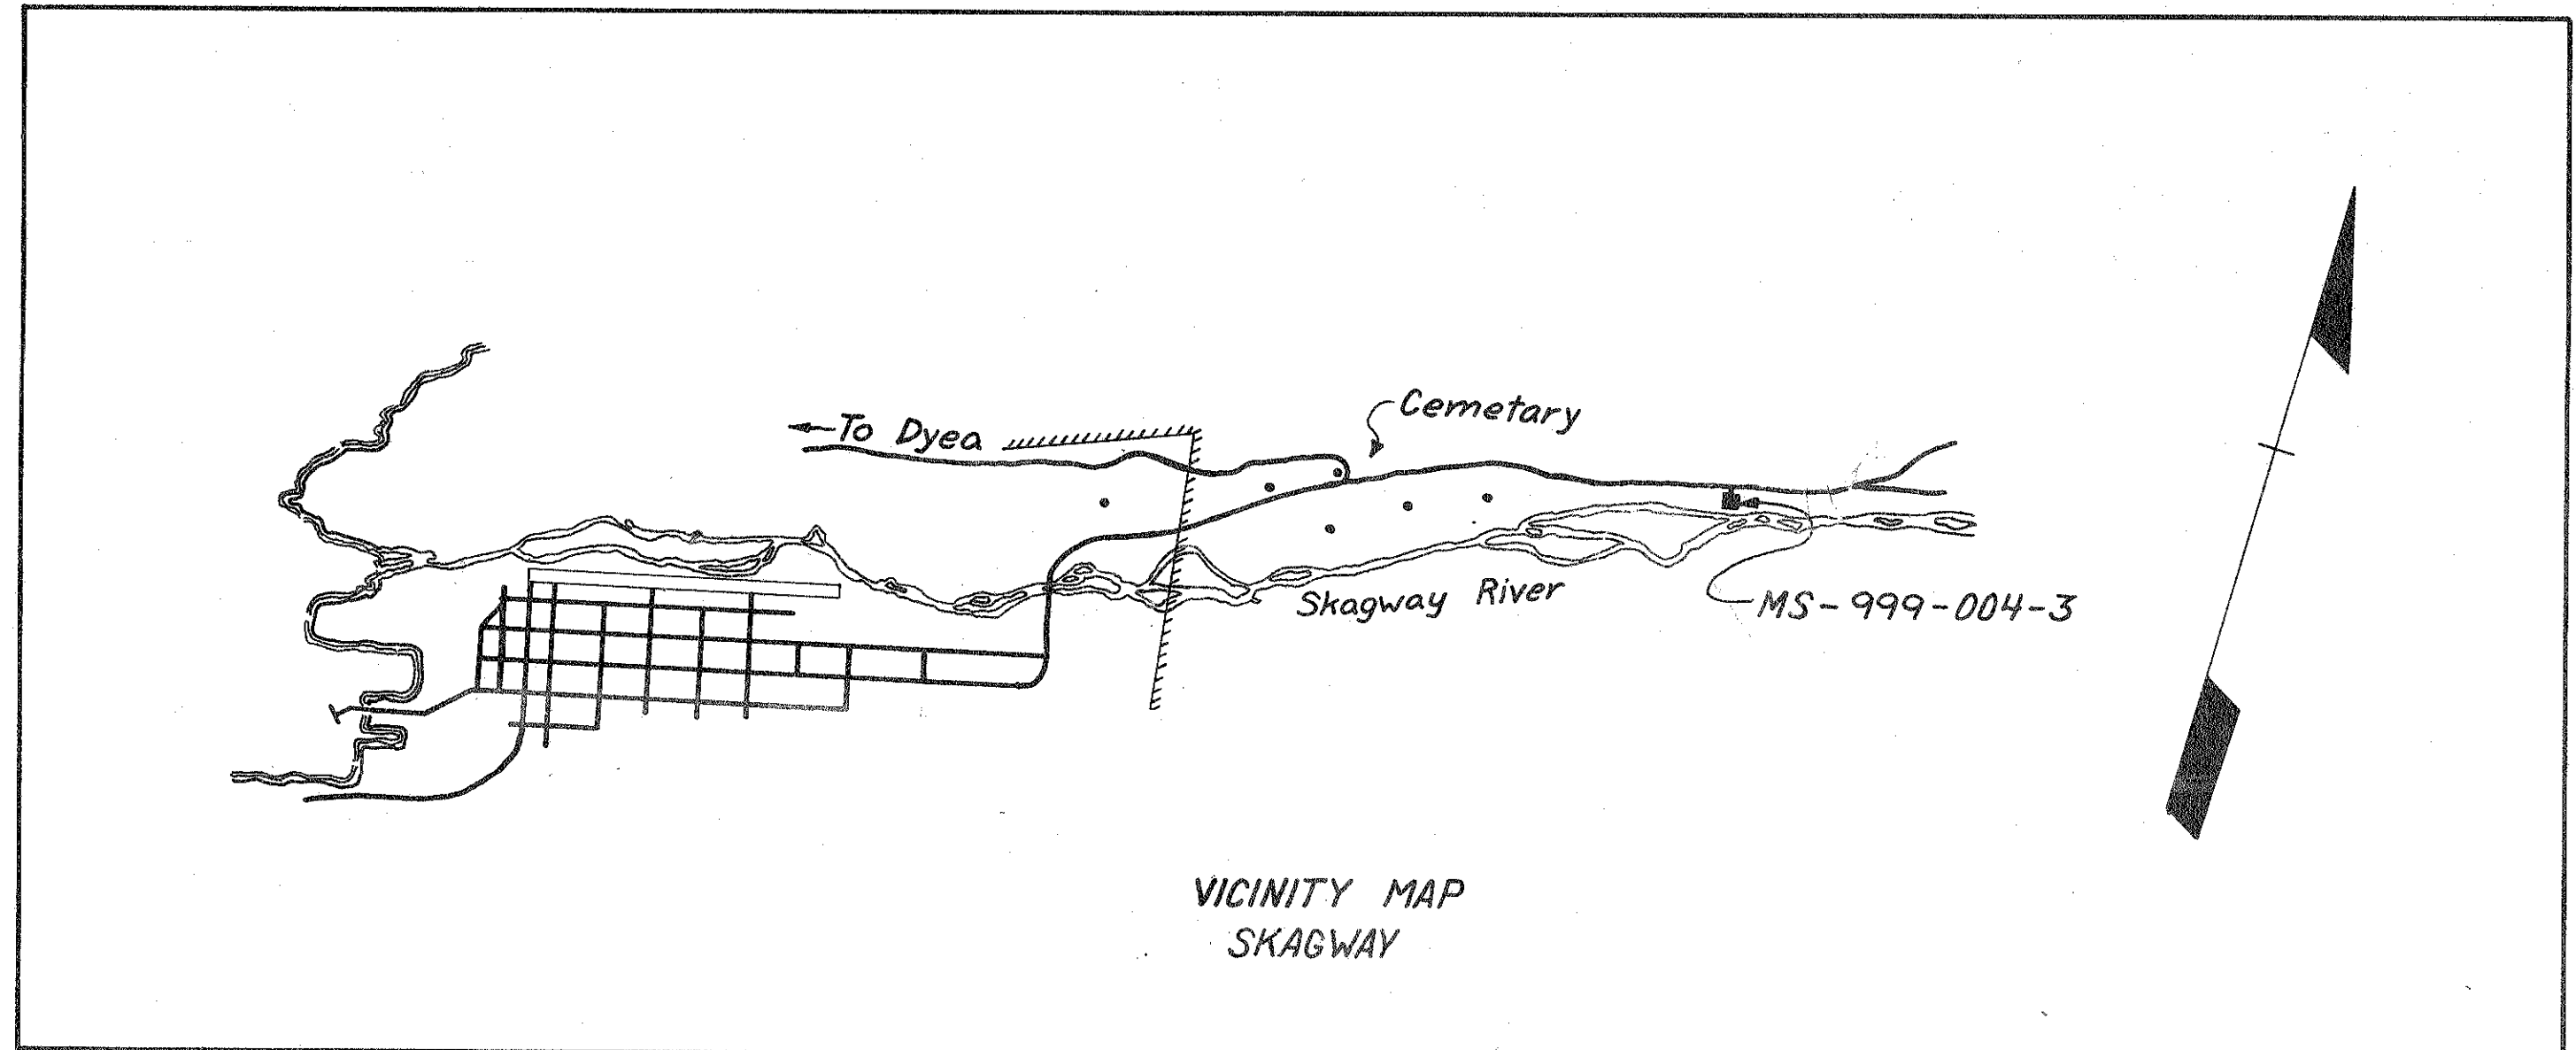 Cemetary
To Dyea
Skagway River
MS-999-004-3
VICINITY MAP
SKAGWAY